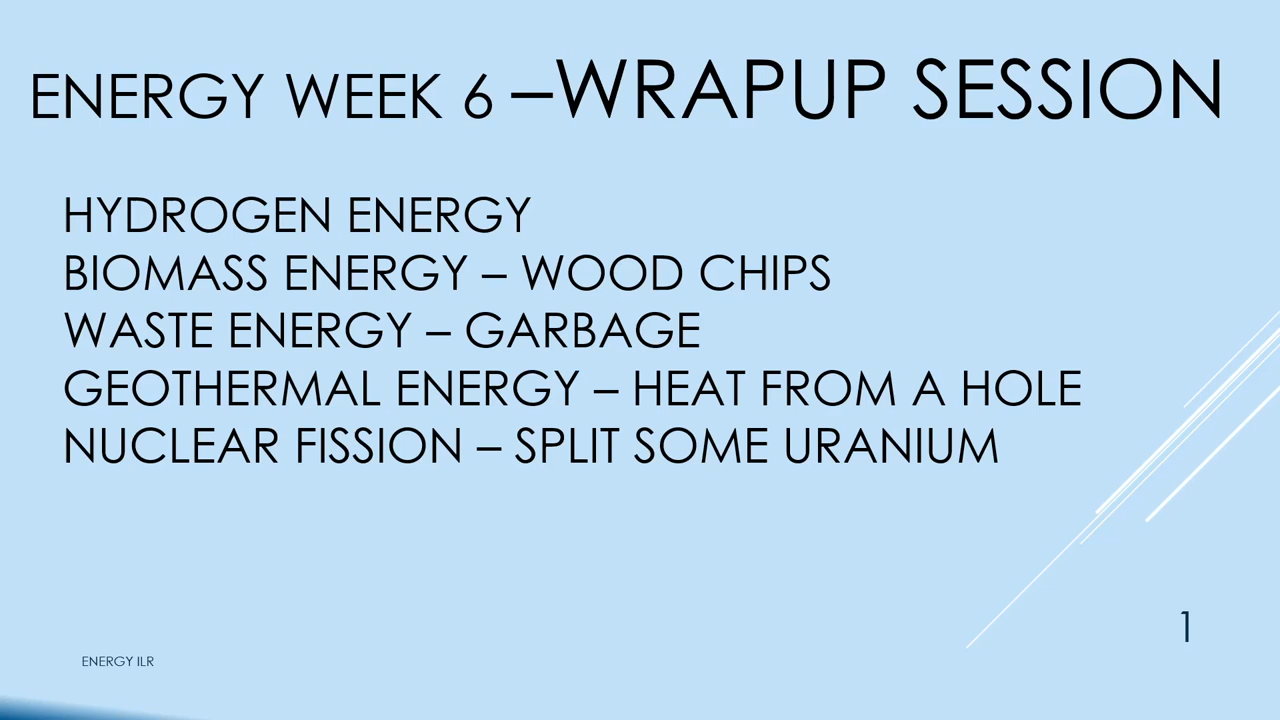 ENERGY WEEK 6 –WRAPUP SESSION
HYDROGEN ENERGY
BIOMASS ENERGY – WOOD CHIPS
WASTE ENERGY – GARBAGE
GEOTHERMAL ENERGY – HEAT FROM A HOLE
NUCLEAR FISSION – SPLIT SOME URANIUM
1
ENERGY ILR